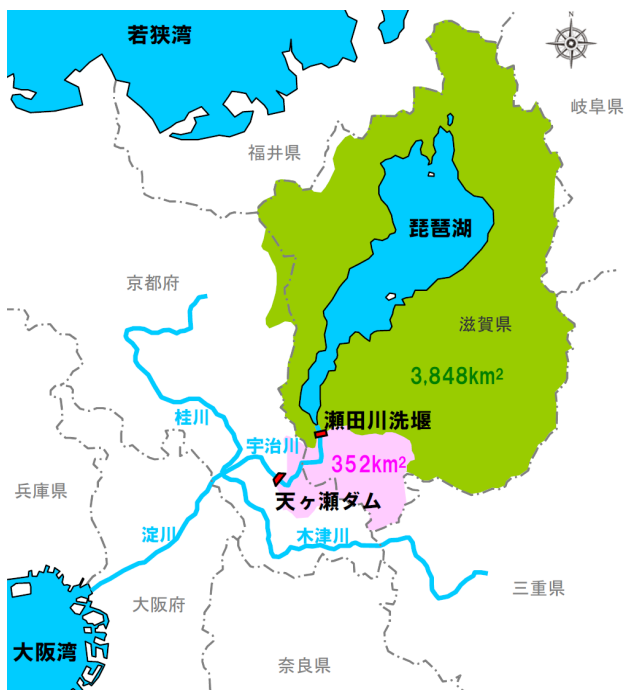 若狭湾
N
岐阜県
福井県
琵琶湖
京都府
滋賀県
3,848km²
瀬田川洗堰
桂川
宇治川
352km²
兵庫県
天ヶ瀬ダム
淀川
木津川
三重県
大阪府
大阪湾
奈良県